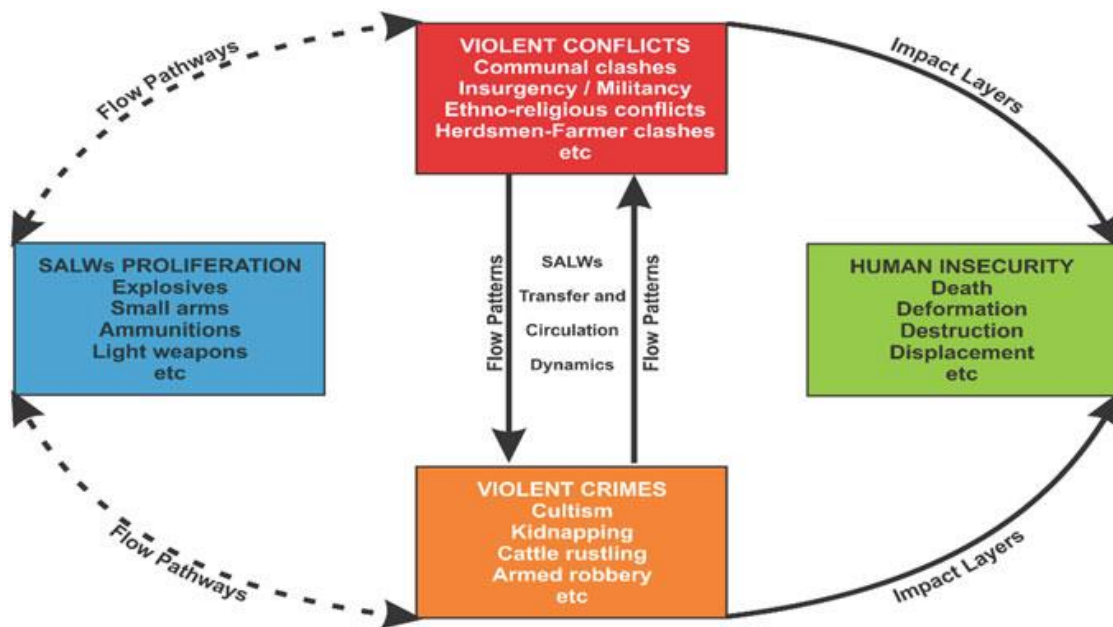 Flow Pathways
VIOLENT CONFLICTS
Communal clashes
Insurgency / Militancy
Ethno-religious conflicts
Herdsmen-Farmer clashes
etc
Impact Layers
SALWs PROLIFERATION
Explosives
Small arms
Ammunitions
Light weapons
etc
Flow Patterns
SALWs
Transfer and
Circulation
Dynamics
Flow Patterns
HUMAN INSECURITY
Death
Deformation
Destruction
Displacement
etc
Flow Pathways
VIOLENT CRIMES
Cultism
Kidnapping
Cattle rustling
Armed robbery
etc
Impact Layers